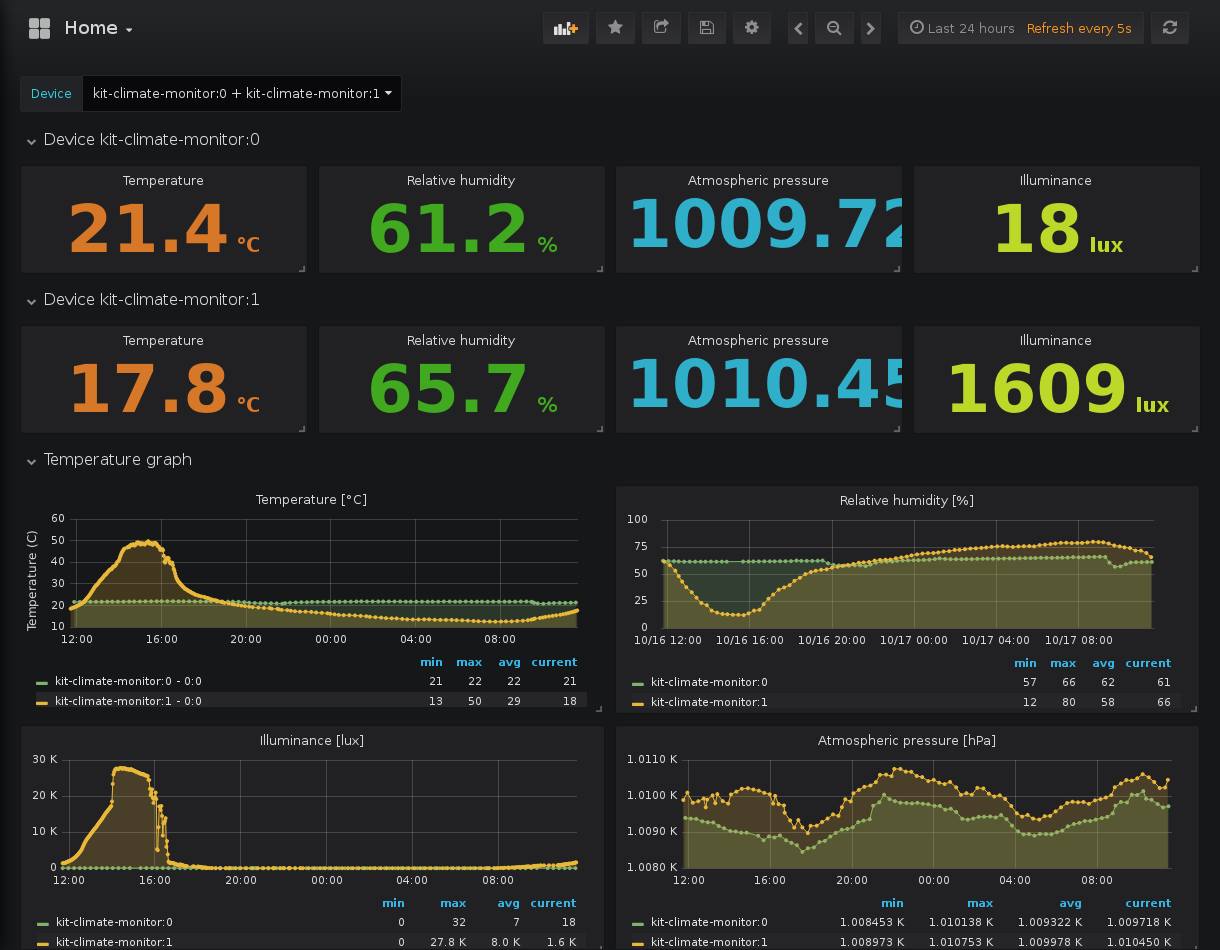 Home
Last 24 hours Refresh every 5s
Device kit-climate-monitor:0 + kit-climate-monitor:1
Device kit-climate-monitor:0
Temperature Relative humidity Atmospheric pressure Illuminance
21.4 °C 61.2 % 1009.72 18 lux
Device kit-climate-monitor:1
Temperature Relative humidity Atmospheric pressure Illuminance
17.8 °C 65.7 % 1010.45 1609 lux
Temperature graph
Temperature [°C]
Temperature (C)
60
50
40
30
20
10
12:00 16:00 20:00 00:00 04:00 08:00
min max avg current
kit-climate-monitor:0 - 0:0 21 22 22 21
kit-climate-monitor:1 - 0:0 13 50 29 18
Relative humidity [%]
100
75
50
25
0
10/16 12:00 10/16 16:00 10/16 20:00 10/17 00:00 10/17 04:00 10/17 08:00
min max avg current
kit-climate-monitor:0 57 66 62 61
kit-climate-monitor:1 12 80 58 66
Illuminance [lux]
30 K
20 K
10 K
0
12:00 16:00 20:00 00:00 04:00 08:00
min max avg current
kit-climate-monitor:0 0 32 7 18
kit-climate-monitor:1 0 27.8 K 8.0 K 1.6 K
Atmospheric pressure [hPa]
1.0110 K
1.0100 K
1.0090 K
1.0080 K
12:00 16:00 20:00 00:00 04:00 08:00
min max avg current
kit-climate-monitor:0 1.008453 K 1.010138 K 1.009322 K 1.009718 K
kit-climate-monitor:1 1.008973 K 1.010753 K 1.009978 K 1.010450 K